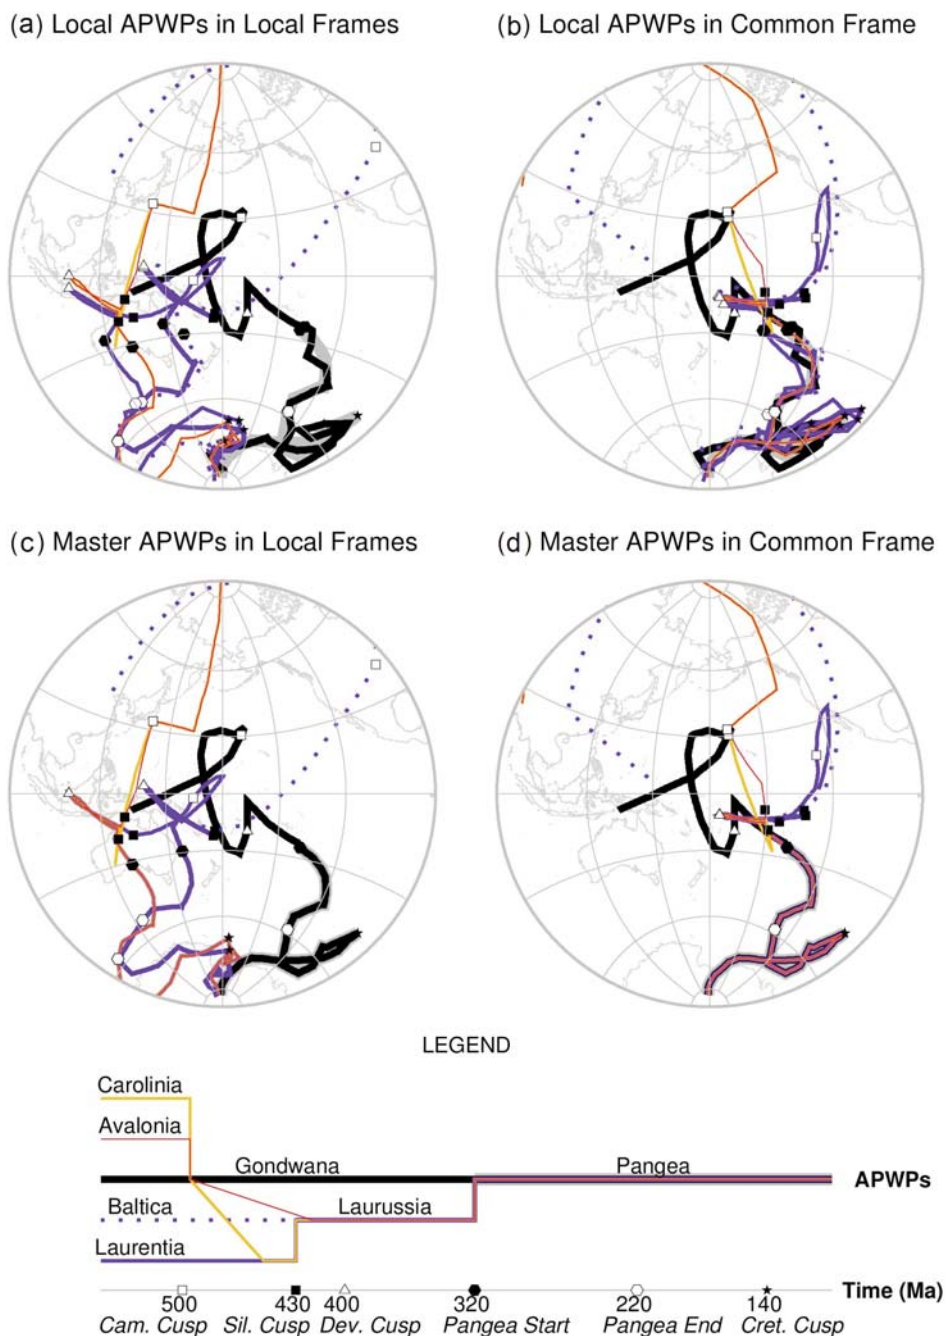 (a) Local APWPs in Local Frames
(b) Local APWPs in Common Frame
(c) Master APWPs in Local Frames
(d) Master APWPs in Common Frame
LEGEND
Carolinia
Avalonia
Gondwana
Pangea
APWPs
Baltica
Laurussia
Laurentia
Time (Ma)
500 430 400 320 220 140
Cam. Cusp Sil. Cusp Dev. Cusp Pangea Start Pangea End Cret. Cusp